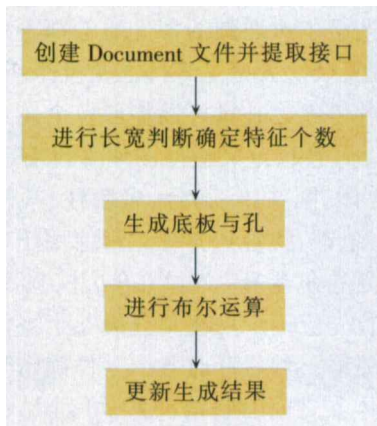 创建 Document 文件并提取接口
进行长宽判断确定特征个数
生成底板与孔
进行布尔运算
更新生成结果